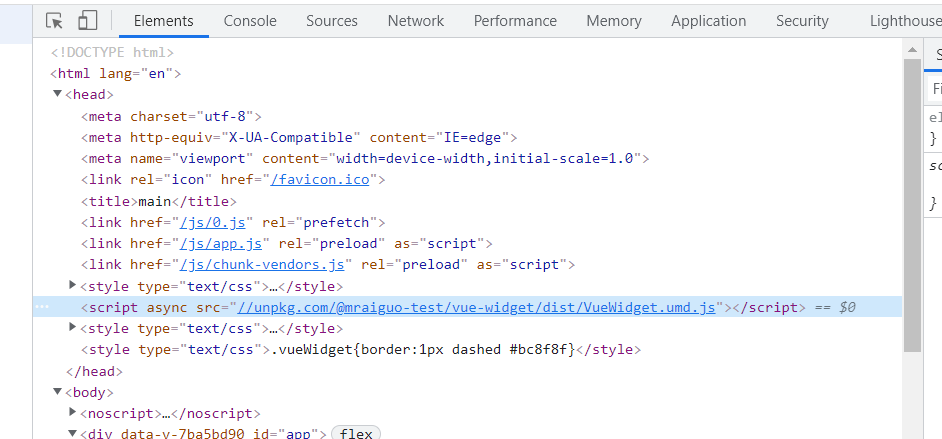 Elements Console Sources Network Performance Memory Application Security Lighthouse
<!DOCTYPE html>
<html lang="en">
<head>
<meta charset="utf-8">
<meta http-equiv="X-UA-Compatible" content="IE=edge">
<meta name="viewport" content="width=device-width,initial-scale=1.0">
<link rel="icon" href="/favicon.ico">
<title>main</title>
<link href="/js/0.js" rel="prefetch">
<link href="/js/app.js" rel="preload" as="script">
<link href="/js/chunk-vendors.js" rel="preload" as="script">
<style type="text/css">…</style>
<script async src="//unpkg.com/@mraiguo-test/vue-widget/dist/VueWidget.umd.js"></script> == $0
<style type="text/css">…</style>
<style type="text/css">.vueWidget{border:1px dashed #bc8f8f}</style>
</head>
<body>
<noscript>…</noscript>
<div data-v-7ba5bd90 id="app"> flex
S
Fi
el
}
sc
}